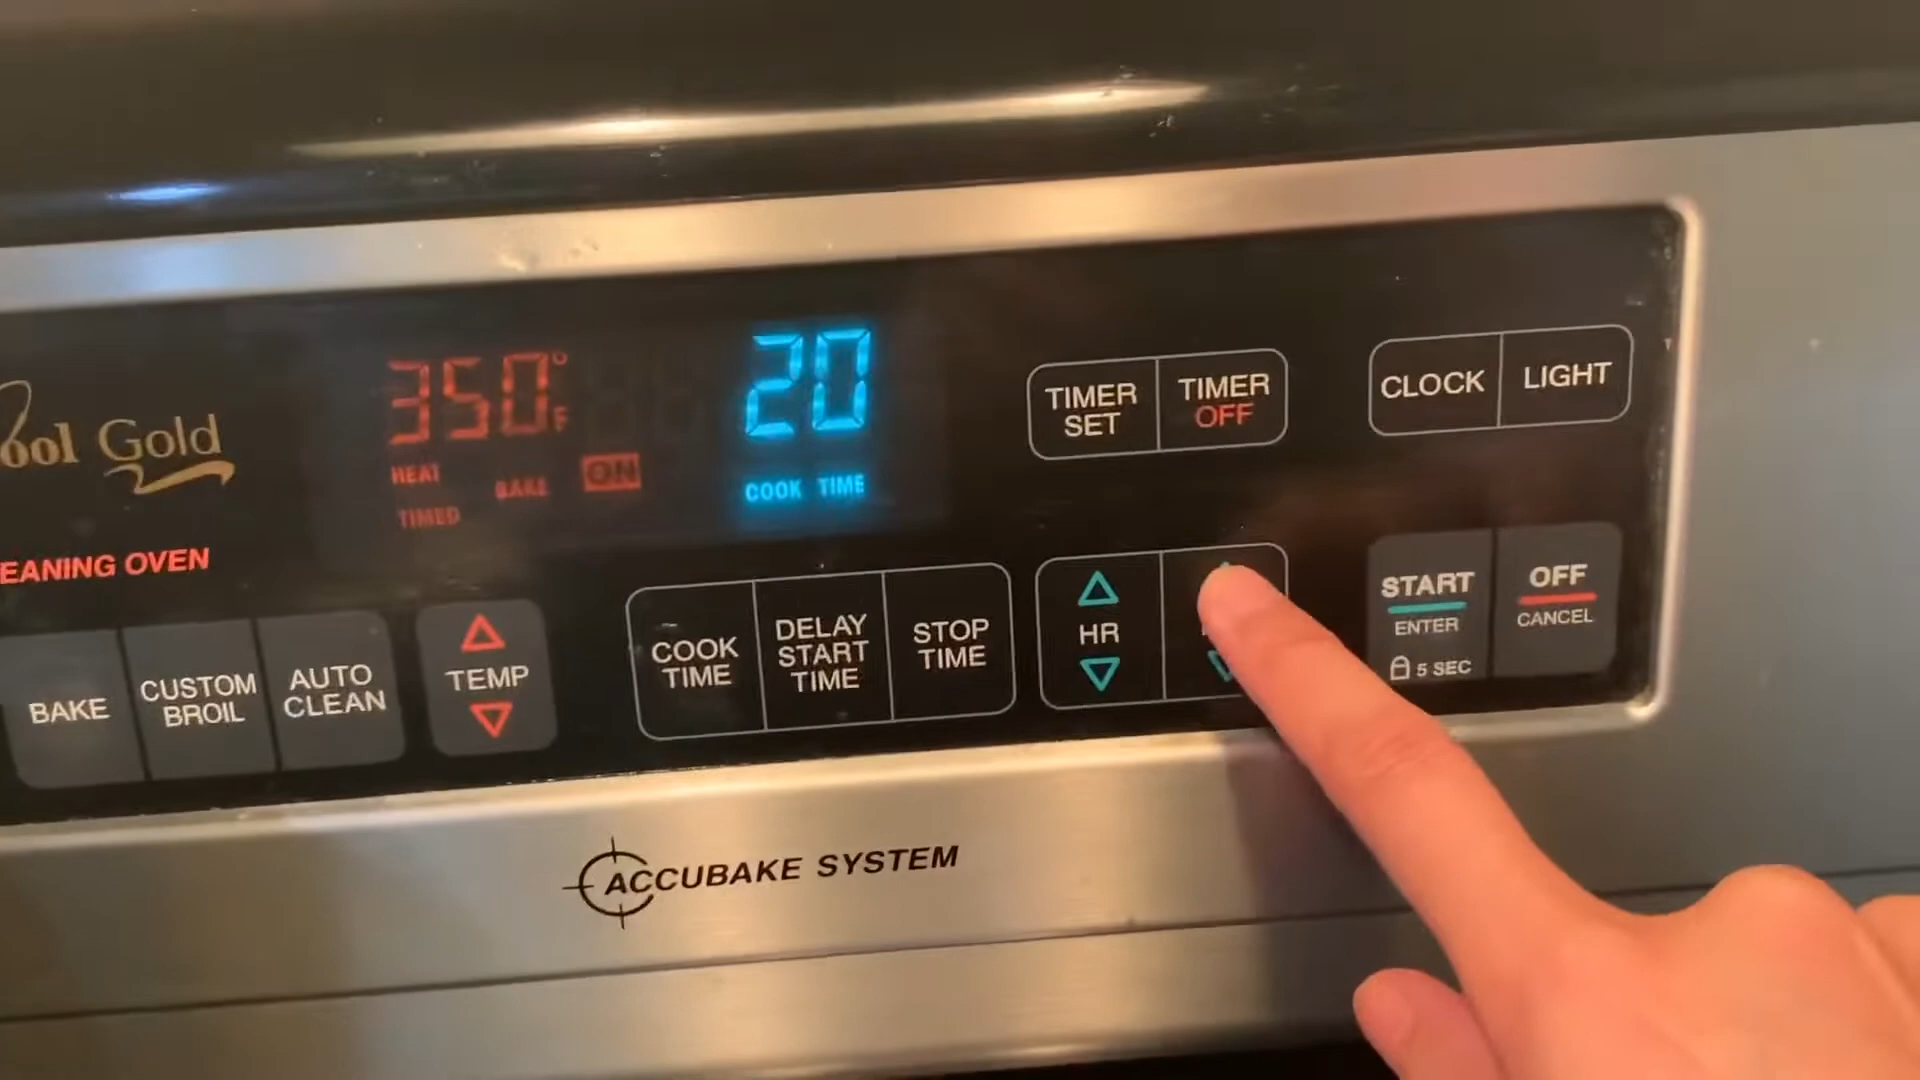 350°F
20
HEAT
BAKE
ON
COOK TIME
TIMED
TIMER
SET
TIMER
OFF
CLOCK
LIGHT
ool Gold
EANING OVEN
BAKE
CUSTOM
BROIL
AUTO
CLEAN
TEMP
COOK
TIME
DELAY
START
TIME
STOP
TIME
HR
START
ENTER
5 SEC
OFF
CANCEL
ACCUBAKE SYSTEM